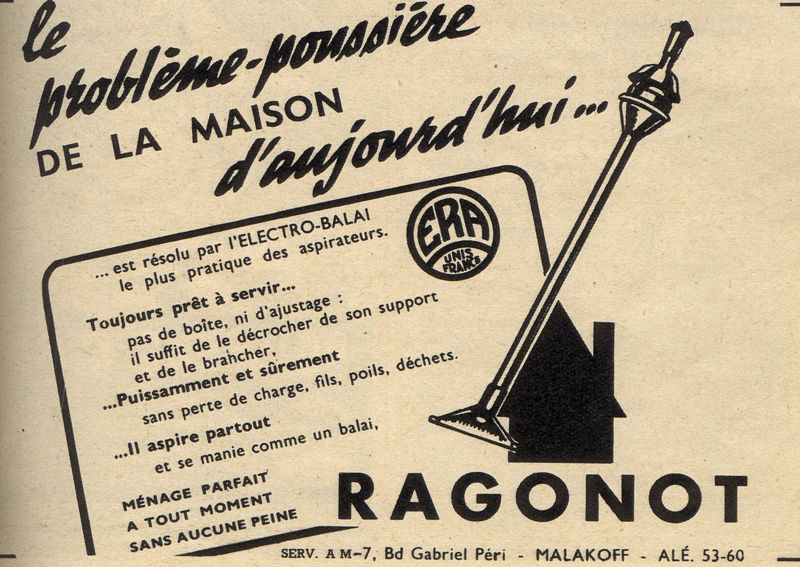 le
problème-poussière
DE LA MAISON
d'aujourd'hui...
ERA
UNIS
FRANCE
... est résolu par l'ELECTRO-BALAI
le plus pratique des aspirateurs.
Toujours prêt à servir...
pas de boîte, ni d'ajustage :
il suffit de le décrocher de son support
et de le brancher,
...Puissamment et sûrement
sans perte de charge, fils, poils, déchets.
...Il aspire partout
et se manie comme un balai,
MÉNAGE PARFAIT
A TOUT MOMENT
SANS AUCUNE PEINE
RAGONOT
SERV. A M-7, Bd Gabriel Péri - MALAKOFF - ALÉ. 53-60